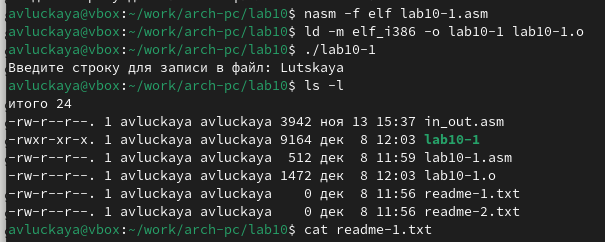 avluckaya@vbox:~/work/arch-pc/lab10$ nasm -f elf lab10-1.asm
avluckaya@vbox:~/work/arch-pc/lab10$ ld -m elf_i386 -o lab10-1 lab10-1.o
avluckaya@vbox:~/work/arch-pc/lab10$ ./lab10-1
Введите строку для записи в файл: Lutskaya
avluckaya@vbox:~/work/arch-pc/lab10$ ls -l
итого 24
-rw-r--r--. 1 avluckaya avluckaya 3942 ноя 13 15:37 in_out.asm
-rwxr-xr-x. 1 avluckaya avluckaya 9164 дек  8 12:03 lab10-1
-rw-r--r--. 1 avluckaya avluckaya  512 дек  8 11:59 lab10-1.asm
-rw-r--r--. 1 avluckaya avluckaya 1472 дек  8 12:03 lab10-1.o
-rw-r--r--. 1 avluckaya avluckaya    0 дек  8 11:56 readme-1.txt
-rw-r--r--. 1 avluckaya avluckaya    0 дек  8 11:56 readme-2.txt
avluckaya@vbox:~/work/arch-pc/lab10$ cat readme-1.txt